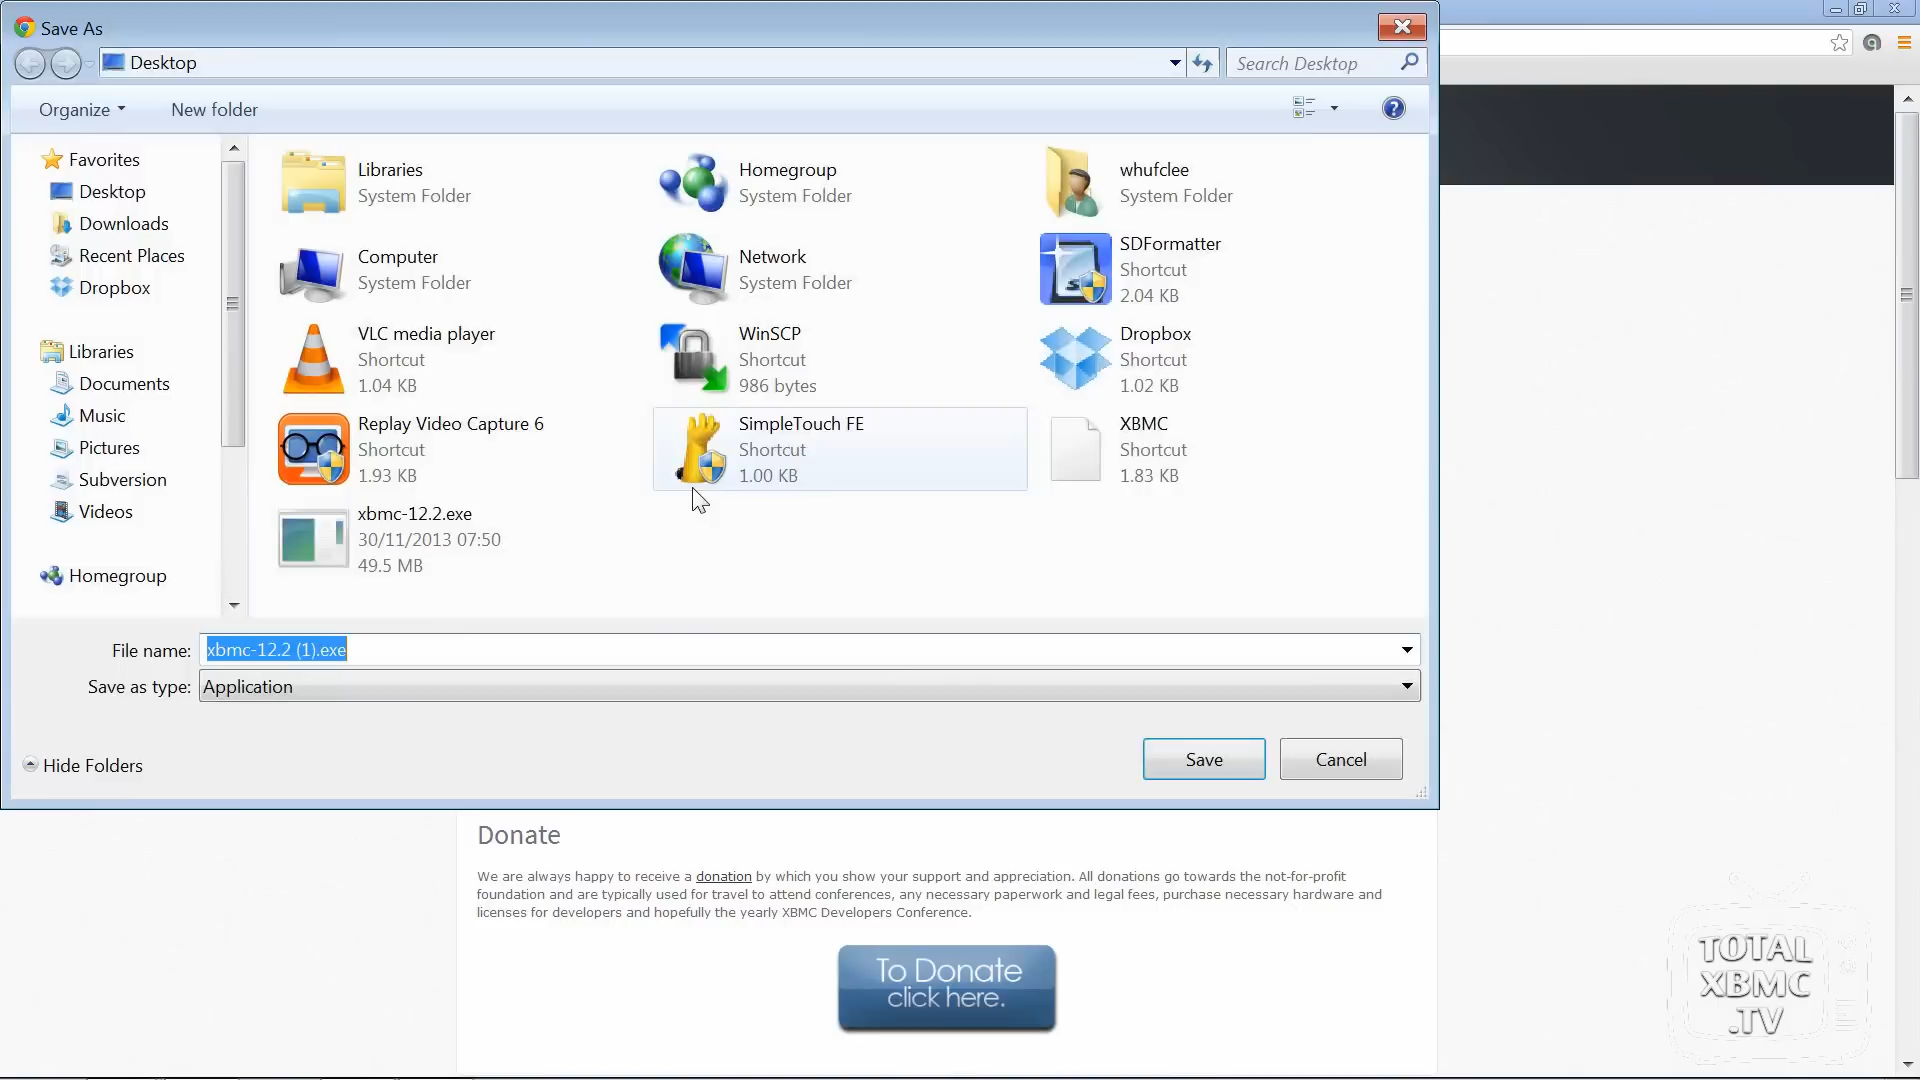 Save As
Desktop
Search Desktop
Organize
New folder
Favorites
Desktop
Downloads
Recent Places
Dropbox
Libraries
Documents
Music
Pictures
Subversion
Videos
Homegroup
Libraries
System Folder
Homegroup
System Folder
whufclee
System Folder
Computer
System Folder
Network
System Folder
SDFormatter
Shortcut
2.04 KB
VLC media player
Shortcut
1.04 KB
WinSCP
Shortcut
986 bytes
Dropbox
Shortcut
1.02 KB
Replay Video Capture 6
Shortcut
1.93 KB
SimpleTouch FE
Shortcut
1.00 KB
XBMC
Shortcut
1.83 KB
xbmc-12.2.exe
30/11/2013 07:50
49.5 MB
File name: xbmc-12.2 (1).exe
Save as type: Application
Hide Folders
Save
Cancel
Donate
We are always happy to receive a donation by which you show your support and appreciation. All donations go towards the not-for-profit
foundation and are typically used for travel to attend conferences, any necessary paperwork and legal fees, purchase necessary hardware and
licenses for developers and hopefully the yearly XBMC Developers Conference.
To Donate
click here.
TOTAL
XBMC
.TV